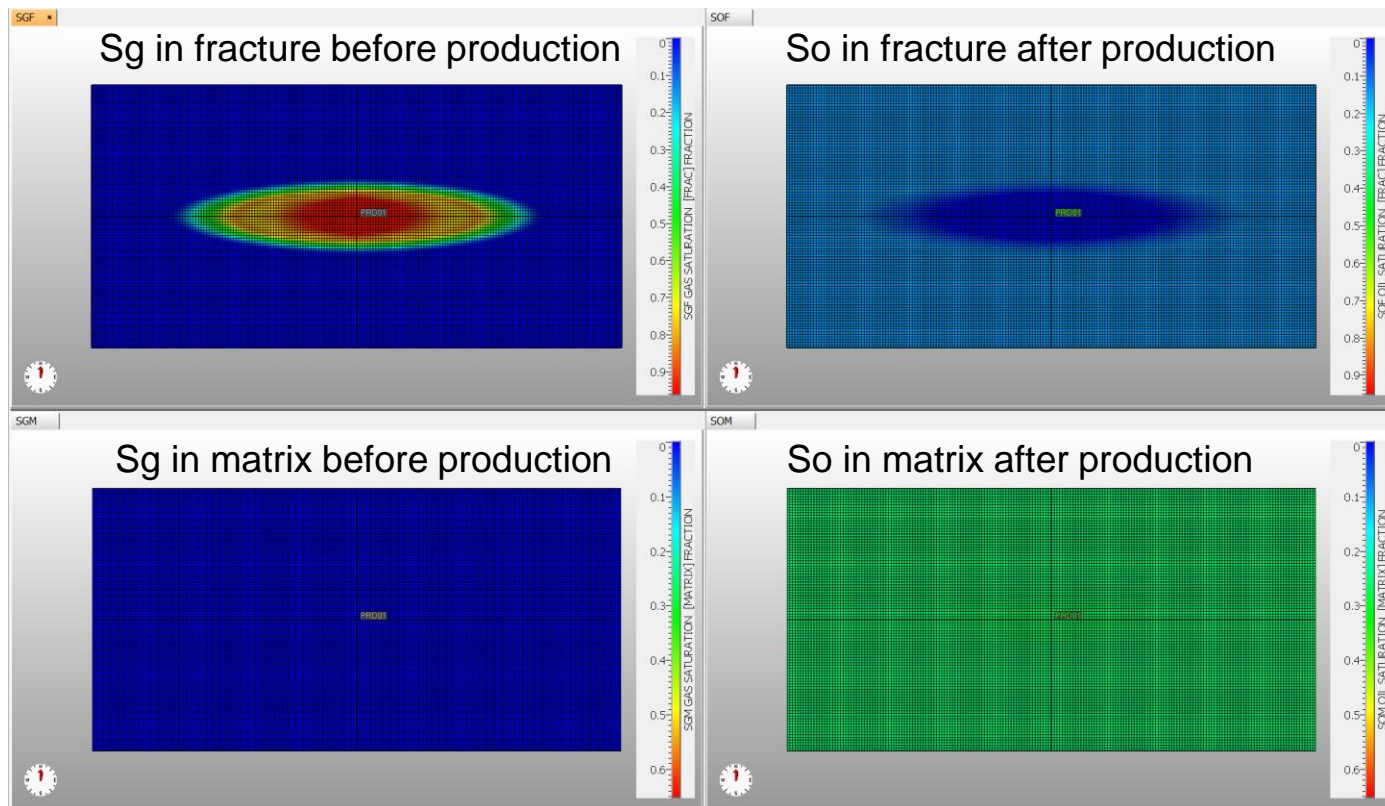 SGF ×
Sg in fracture before production
0
0.1
0.2
0.3
0.4
0.5
0.6
0.7
0.8
0.9
SGF GAS SATURATION [FRAC] FRACTION
PRD01
SOF
So in fracture after production
0
0.1
0.2
0.3
0.4
0.5
0.6
0.7
0.8
0.9
SOF OIL SATURATION [FRAC] FRACTION
PRD01
SGM
Sg in matrix before production
0
0.1
0.2
0.3
0.4
0.5
0.6
SGM GAS SATURATION [MATRIX] FRACTION
PRD01
SOM
So in matrix after production
0
0.1
0.2
0.3
0.4
0.5
0.6
SOM OIL SATURATION [MATRIX] FRACTION
PRD01